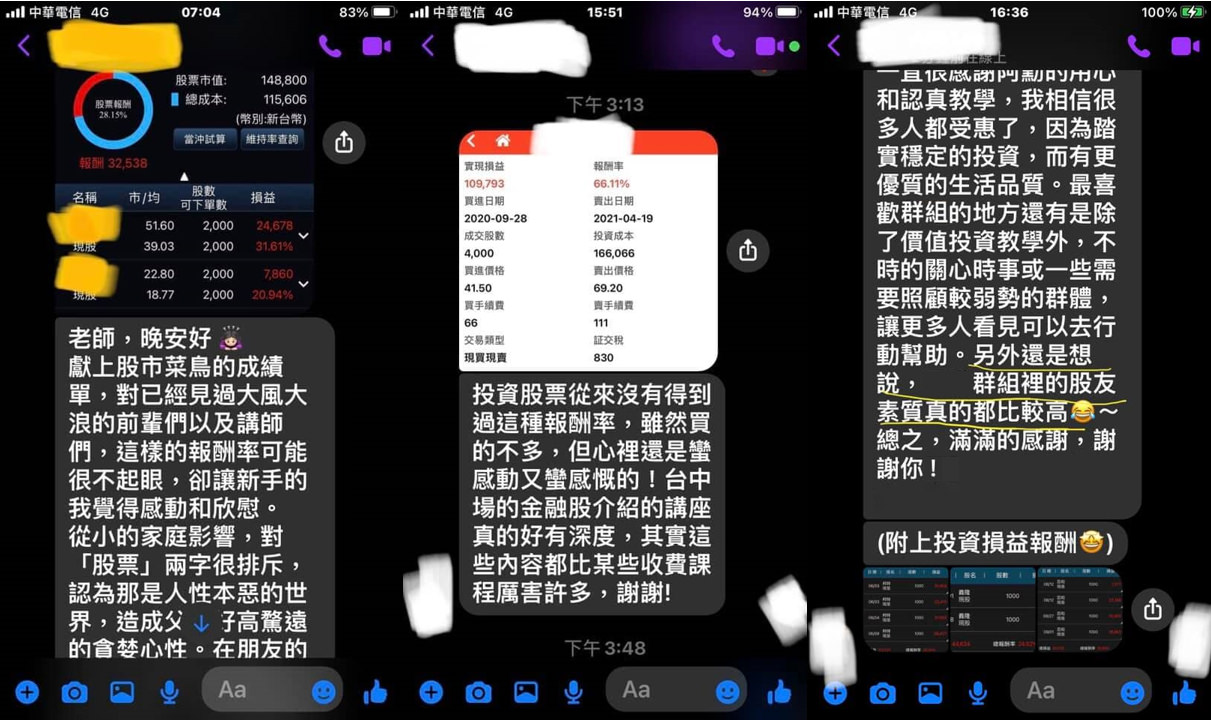 中華電信 4G 07:04 83%
股票市值: 148,800
總成本: 115,606
(幣別:新台幣)
股票報酬
28.15%
當沖試算 維持率查詢
報酬 32,538
名稱 市/均 股數 可下單數 損益
51.60 2,000 24,678
現股 39.03 2,000 31.61%
22.80 2,000 7,860
現股 18.77 2,000 20.94%
老師，晚安好
獻上股市菜鳥的成績
單，對已經見過大風大
浪的前輩們以及講師
們，這樣的報酬率可能
很不起眼，卻讓新手的
我覺得感動和欣慰。
從小的家庭影響，對
「股票」兩字很排斥，
認為那是人性本惡的世
界，造成父 好高騖遠
的貪婪心性。在朋友的
Aa
中華電信 4G 15:51 94%
下午 3:13
實現損益 報酬率
109,793 66.11%
買進日期 賣出日期
2020-09-28 2021-04-19
成交股數 投資成本
4,000 166,066
買進價格 賣出價格
41.50 69.20
買手續費 賣手續費
66 111
交易類型 証交稅
現買現賣 830
投資股票從來沒有得到
過這種報酬率，雖然買
的不多，但心裡還是蠻
感動又蠻感慨的！台中
場的金融股介紹的講座
真的好有深度，其實這
些內容都比某些收費課
程厲害許多，謝謝!
下午 3:48
Aa
中華電信 4G 16:36 100%
前在線上
一直很感謝阿勳的用心
和認真教學，我相信很
多人都受惠了，因為踏
實穩定的投資，而有更
優質的生活品質。最喜
歡群組的地方還有是除
了價值投資教學外，不
時的關心時事或一些需
要照顧較弱勢的群體，
讓更多人看見可以去行
動幫助。另外還是想
說， 群組裡的股友
素質真的都比較高😂～
總之，滿滿的感謝，謝
謝你！
(附上投資損益報酬🤩)
股名 股數
1000
1000
Aa